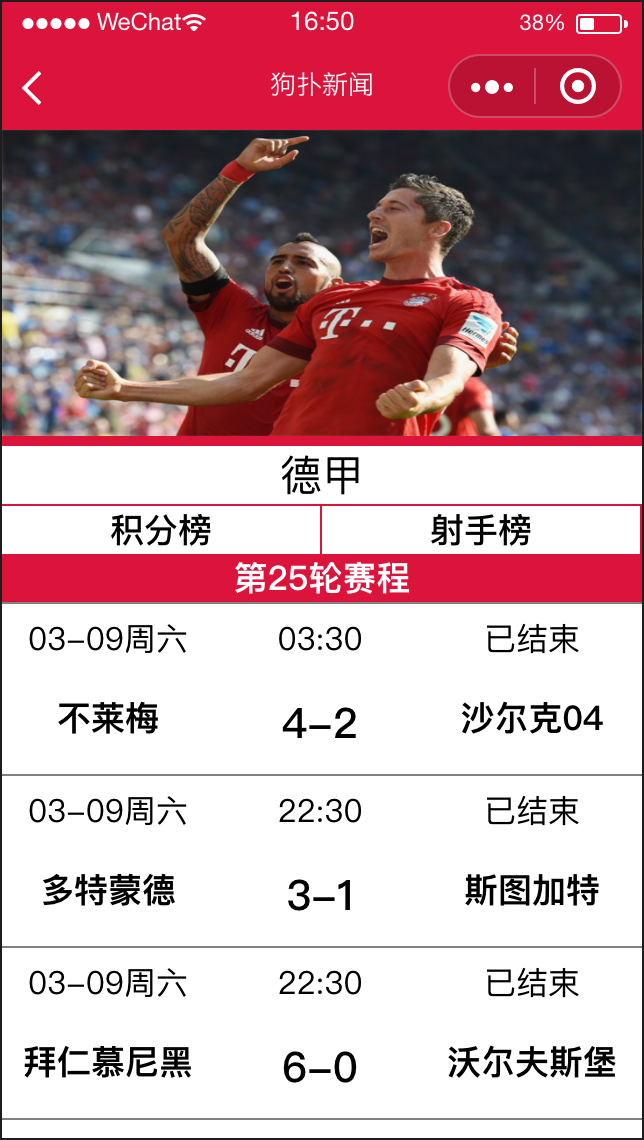 WeChat 16:50 38%
狗扑新闻
T
T
Hermes
德甲
积分榜 射手榜
第25轮赛程
03-09周六 03:30 已结束
不莱梅 4-2 沙尔克04
03-09周六 22:30 已结束
多特蒙德 3-1 斯图加特
03-09周六 22:30 已结束
拜仁慕尼黑 6-0 沃尔夫斯堡